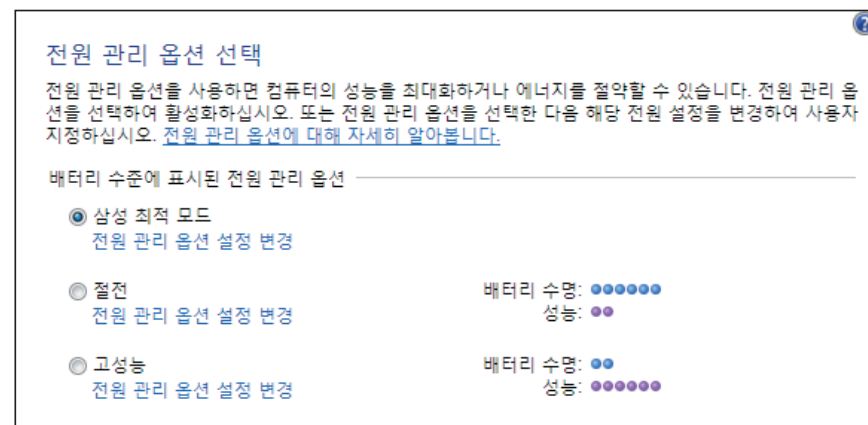 전원 관리 옵션 선택
전원 관리 옵션을 사용하면 컴퓨터의 성능을 최대화하거나 에너지를 절약할 수 있습니다. 전원 관리 옵
션을 선택하여 활성화하십시오. 또는 전원 관리 옵션을 선택한 다음 해당 전원 설정을 변경하여 사용자
지정하십시오. 전원 관리 옵션에 대해 자세히 알아봅니다.
배터리 수준에 표시된 전원 관리 옵션
삼성 최적 모드
전원 관리 옵션 설정 변경
절전 배터리 수명:
전원 관리 옵션 설정 변경 성능:
고성능 배터리 수명:
전원 관리 옵션 설정 변경 성능: